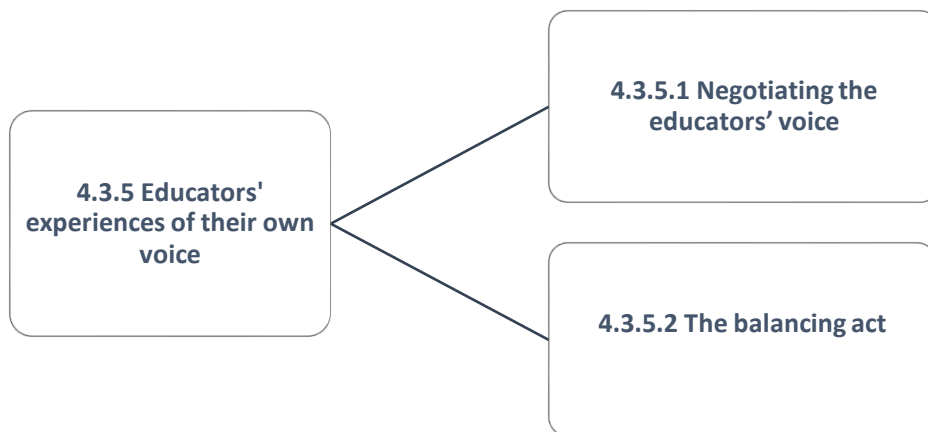 4.3.5 Educators'
experiences of their own
voice
4.3.5.1 Negotiating the
educators’ voice
4.3.5.2 The balancing act